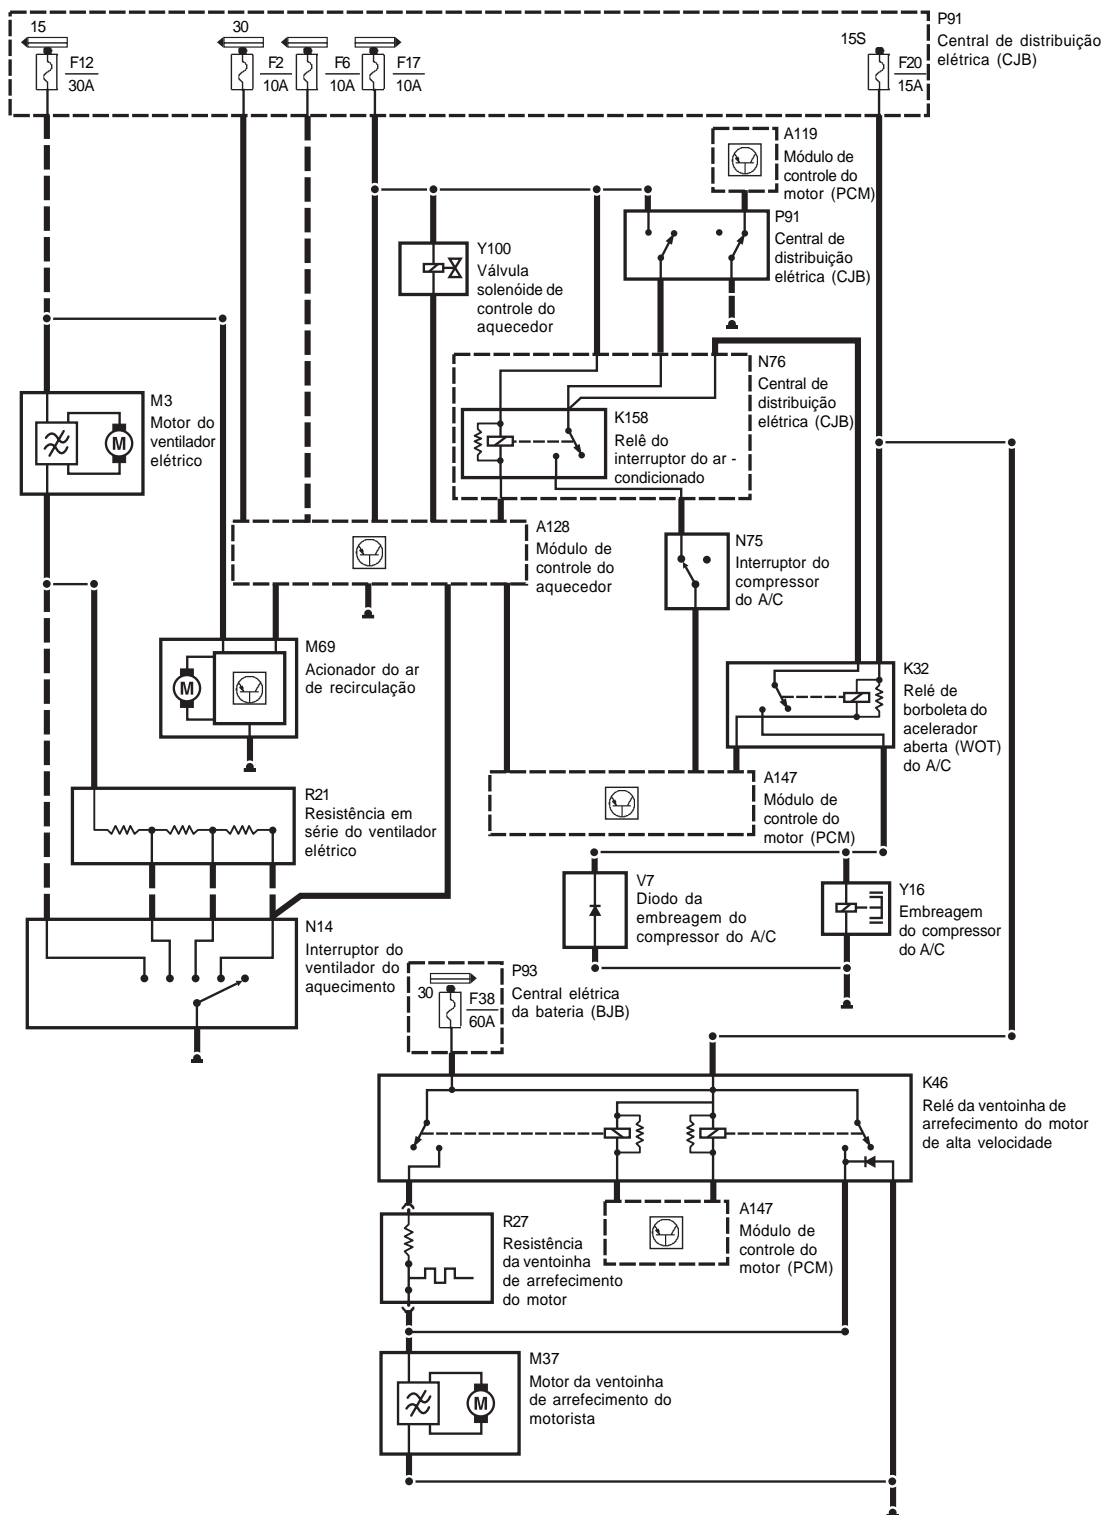 P91
Central de distribuição
elétrica (CJB)
15
30
15S
F12
30A
F2
10A
F6
10A
F17
10A
F20
15A
A119
Módulo de
controle do
motor (PCM)
P91
Central de
distribuição
elétrica (CJB)
Y100
Válvula
solenóide de
controle do
aquecedor
N76
Central de
distribuição
elétrica (CJB)
M3
Motor do
ventilador
elétrico
M
K158
Relê do
interruptor do ar -
condicionado
A128
Módulo de
controle do
aquecedor
N75
Interruptor do
compressor
do A/C
M69
Acionador do ar
de recirculação
M
K32
Relé de
borboleta do
acelerador
aberta (WOT)
do A/C
A147
Módulo de
controle do
motor (PCM)
R21
Resistência em
série do ventilador
elétrico
V7
Diodo da
embreagem do
compressor do A/C
Y16
Embreagem
do compressor
do A/C
N14
Interruptor do
ventilador do
aquecimento
P93
Central elétrica
da bateria (BJB)
30
F38
60A
K46
Relé da ventoinha de
arrefecimento do motor
de alta velocidade
R27
Resistência
da ventoinha
de arrefecimento
do motor
A147
Módulo de
controle do
motor (PCM)
M37
Motor da ventoinha
de arrefecimento do
motorista
M